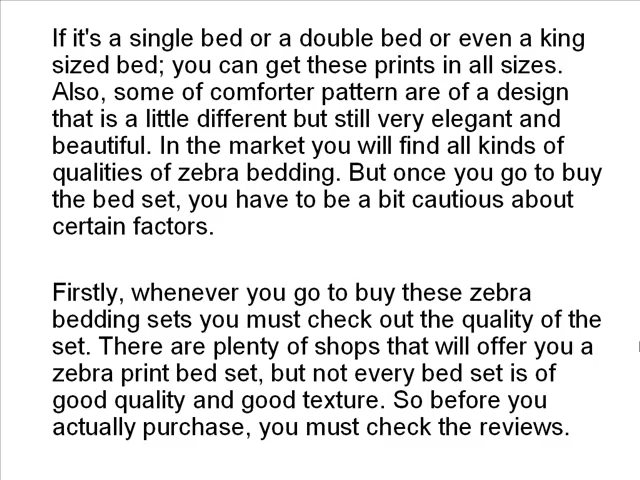 If it's a single bed or a double bed or even a king
sized bed; you can get these prints in all sizes.
Also, some of comforter pattern are of a design
that is a little different but still very elegant and
beautiful. In the market you will find all kinds of
qualities of zebra bedding. But once you go to buy
the bed set, you have to be a bit cautious about
certain factors.
Firstly, whenever you go to buy these zebra
bedding sets you must check out the quality of the
set. There are plenty of shops that will offer you a
zebra print bed set, but not every bed set is of
good quality and good texture. So before you
actually purchase, you must check the reviews.